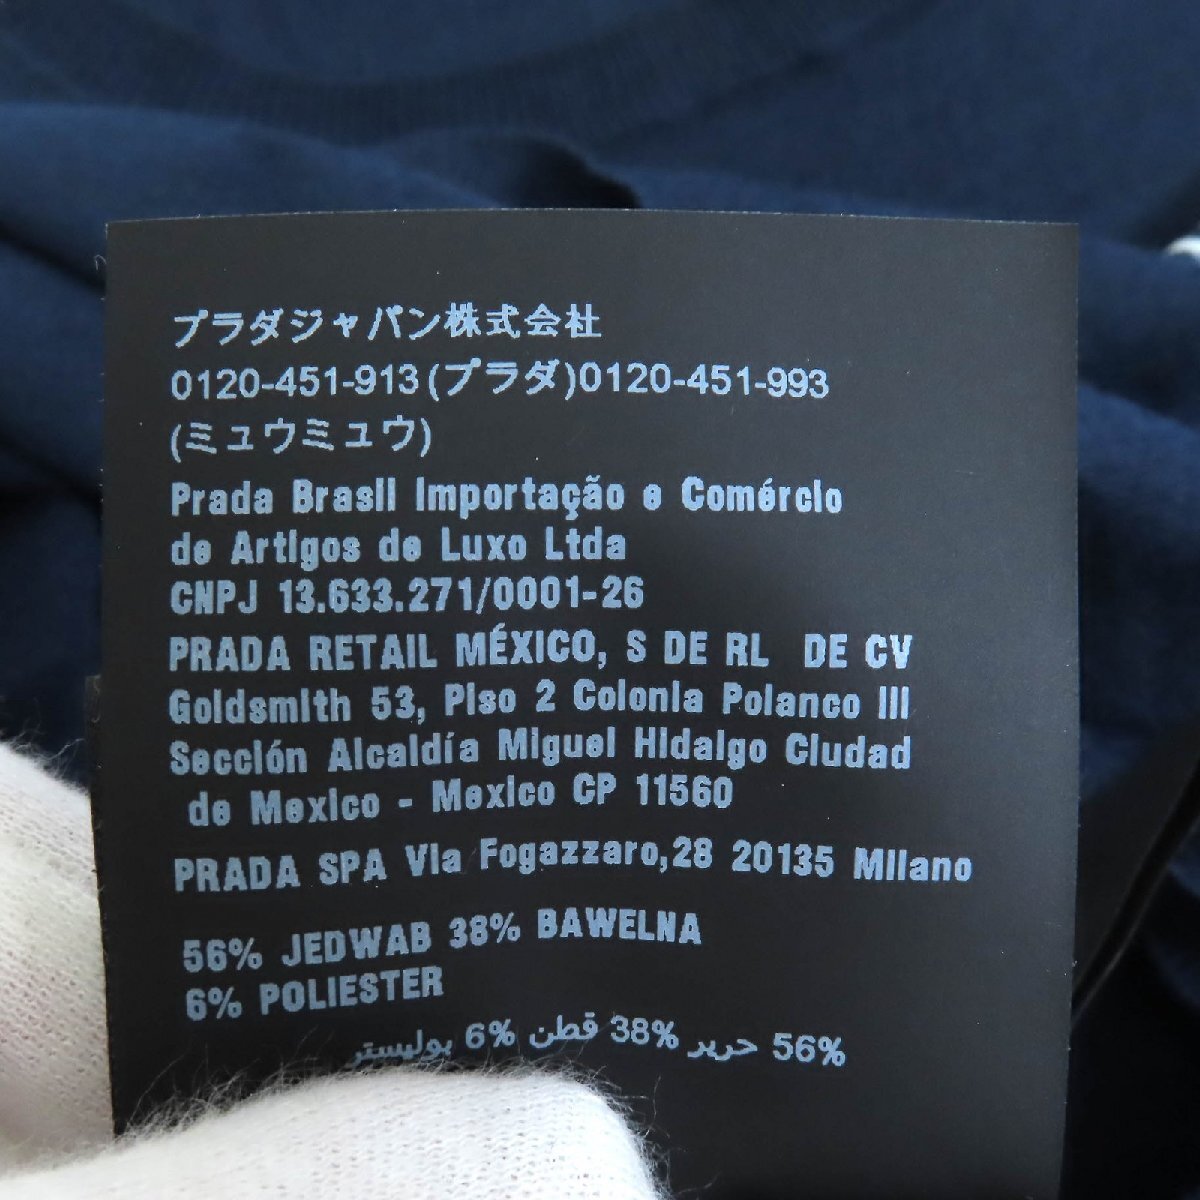 プラダジャパン株式会社
0120-451-913(プラダ)0120-451-993
(ミュウミュウ)
Prada Brasil Importação e Comércio
de Artigos de Luxo Ltda
CNPJ 13.633.271/0001-26
PRADA RETAIL MÉXICO, S DE RL DE CV
Goldsmith 53, Piso 2 Colonia Polanco III
Sección Alcaldía Miguel Hidalgo Ciudad
de Mexico - Mexico CP 11560
PRADA SPA Via Fogazzaro,28 20135 Milano
56% JEDWAB 38% BAWELNA
6% POLIESTER
56% حرير 38% قطن 6% بوليستر